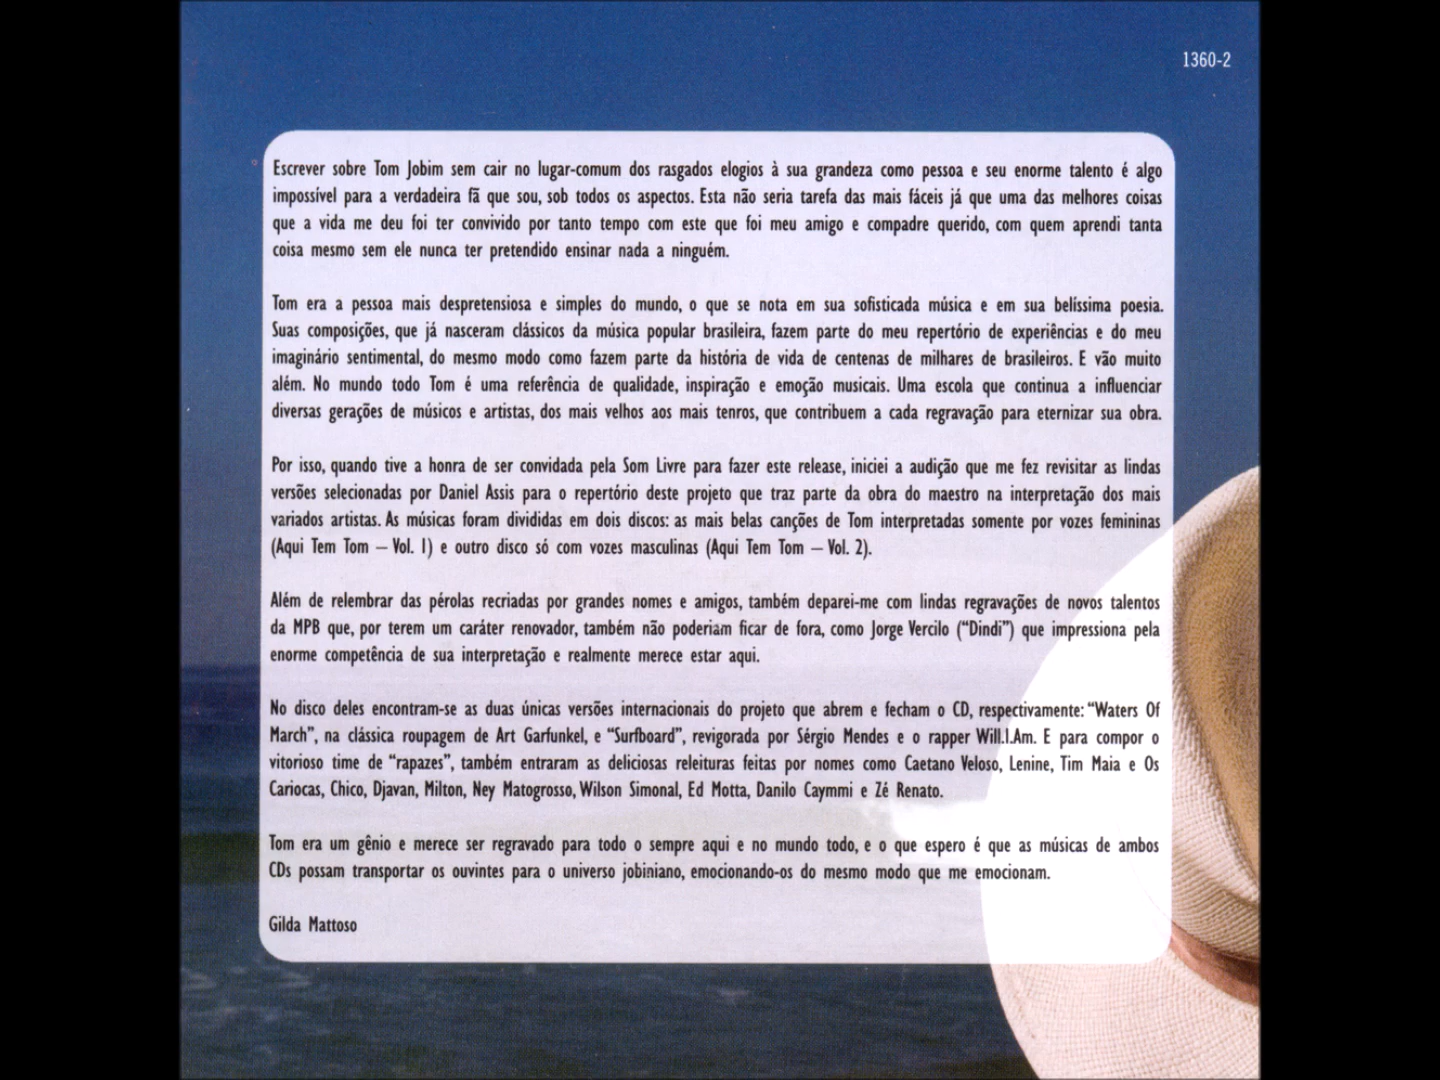 1360-2
Escrever sobre Tom Jobim sem cair no lugar-comum dos rasgados elogios à sua grandeza como pessoa e seu enorme talento é algo
impossível para a verdadeira fã que sou, sob todos os aspectos. Esta não seria tarefa das mais fáceis já que uma das melhores coisas
que a vida me deu foi ter convivido por tanto tempo com este que foi meu amigo e compadre querido, com quem aprendi tanta
coisa mesmo sem ele nunca ter pretendido ensinar nada a ninguém.
Tom era a pessoa mais despretensiosa e simples do mundo, o que se nota em sua sofisticada música e em sua belíssima poesia.
Suas composições, que já nasceram clássicos da música popular brasileira, fazem parte do meu repertório de experiências e do meu
imaginário sentimental, do mesmo modo como fazem parte da história de vida de centenas de milhares de brasileiros. E vão muito
além. No mundo todo Tom é uma referência de qualidade, inspiração e emoção musicais. Uma escola que continua a influenciar
diversas gerações de músicos e artistas, dos mais velhos aos mais tenros, que contribuem a cada regravação para eternizar sua obra.
Por isso, quando tive a honra de ser convidada pela Som Livre para fazer este release, iniciei a audição que me fez revisitar as lindas
versões selecionadas por Daniel Assis para o repertório deste projeto que traz parte da obra do maestro na interpretação dos mais
variados artistas. As músicas foram divididas em dois discos: as mais belas canções de Tom interpretadas somente por vozes femininas
(Aqui Tem Tom – Vol. 1) e outro disco só com vozes masculinas (Aqui Tem Tom – Vol. 2).
Além de relembrar das pérolas recriadas por grandes nomes e amigos, também deparei-me com lindas regravações de novos talentos
da MPB que, por terem um caráter renovador, também não poderiam ficar de fora, como Jorge Vercilo (“Dindi”) que impressiona pela
enorme competência de sua interpretação e realmente merece estar aqui.
No disco deles encontram-se as duas únicas versões internacionais do projeto que abrem e fecham o CD, respectivamente: “Waters Of
March”, na clássica roupagem de Art Garfunkel, e “Surfboard”, revigorada por Sérgio Mendes e o rapper Will.I.Am. E para compor o
vitorioso time de “rapazes”, também entraram as deliciosas releituras feitas por nomes como Caetano Veloso, Lenine, Tim Maia e Os
Cariocas, Chico, Djavan, Milton, Ney Matogrosso, Wilson Simonal, Ed Motta, Danilo Caymmi e Zé Renato.
Tom era um gênio e merece ser regravado para todo o sempre aqui e no mundo todo, e o que espero é que as músicas de ambos
CDs possam transportar os ouvintes para o universo jobiniano, emocionando-os do mesmo modo que me emocionam.
Gilda Mattoso